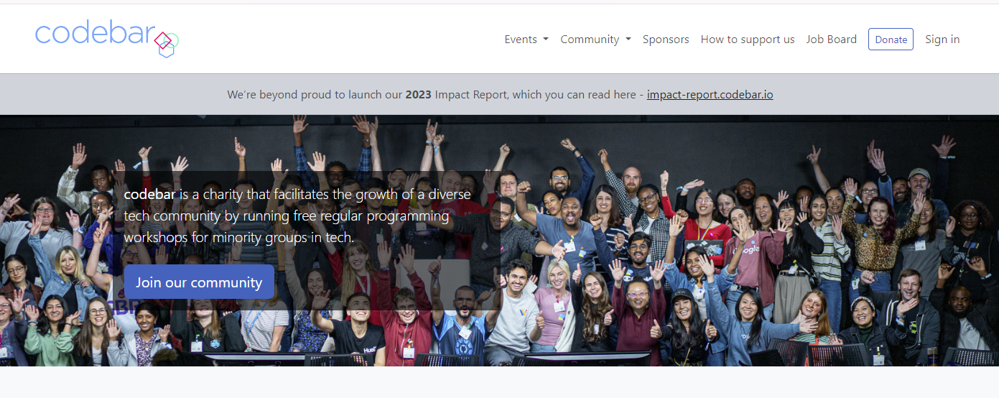 codebar
Events Community Sponsors How to support us Job Board Donate Sign in
We're beyond proud to launch our 2023 Impact Report, which you can read here - impact-report.codebar.io
codebar is a charity that facilitates the growth of a diverse
tech community by running free regular programming
workshops for minority groups in tech.
Join our community